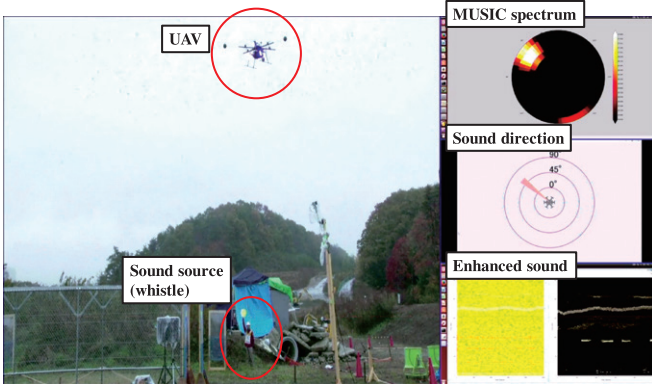 UAV
MUSIC spectrum
Sound direction
90°
45°
0°
Sound source
(whistle)
Enhanced sound